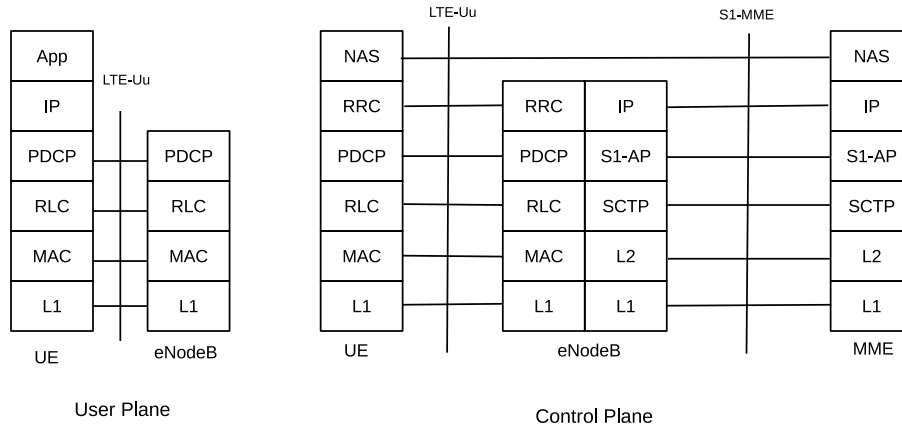 LTE-Uu S1-MME
App NAS NAS
LTE-Uu
IP RRC RRC IP IP
PDCP PDCP PDCP PDCP S1-AP S1-AP
RLC RLC RLC RLC SCTP SCTP
MAC MAC MAC MAC L2 L2
L1 L1 L1 L1 L1 L1
UE eNodeB UE eNodeB MME
User Plane Control Plane